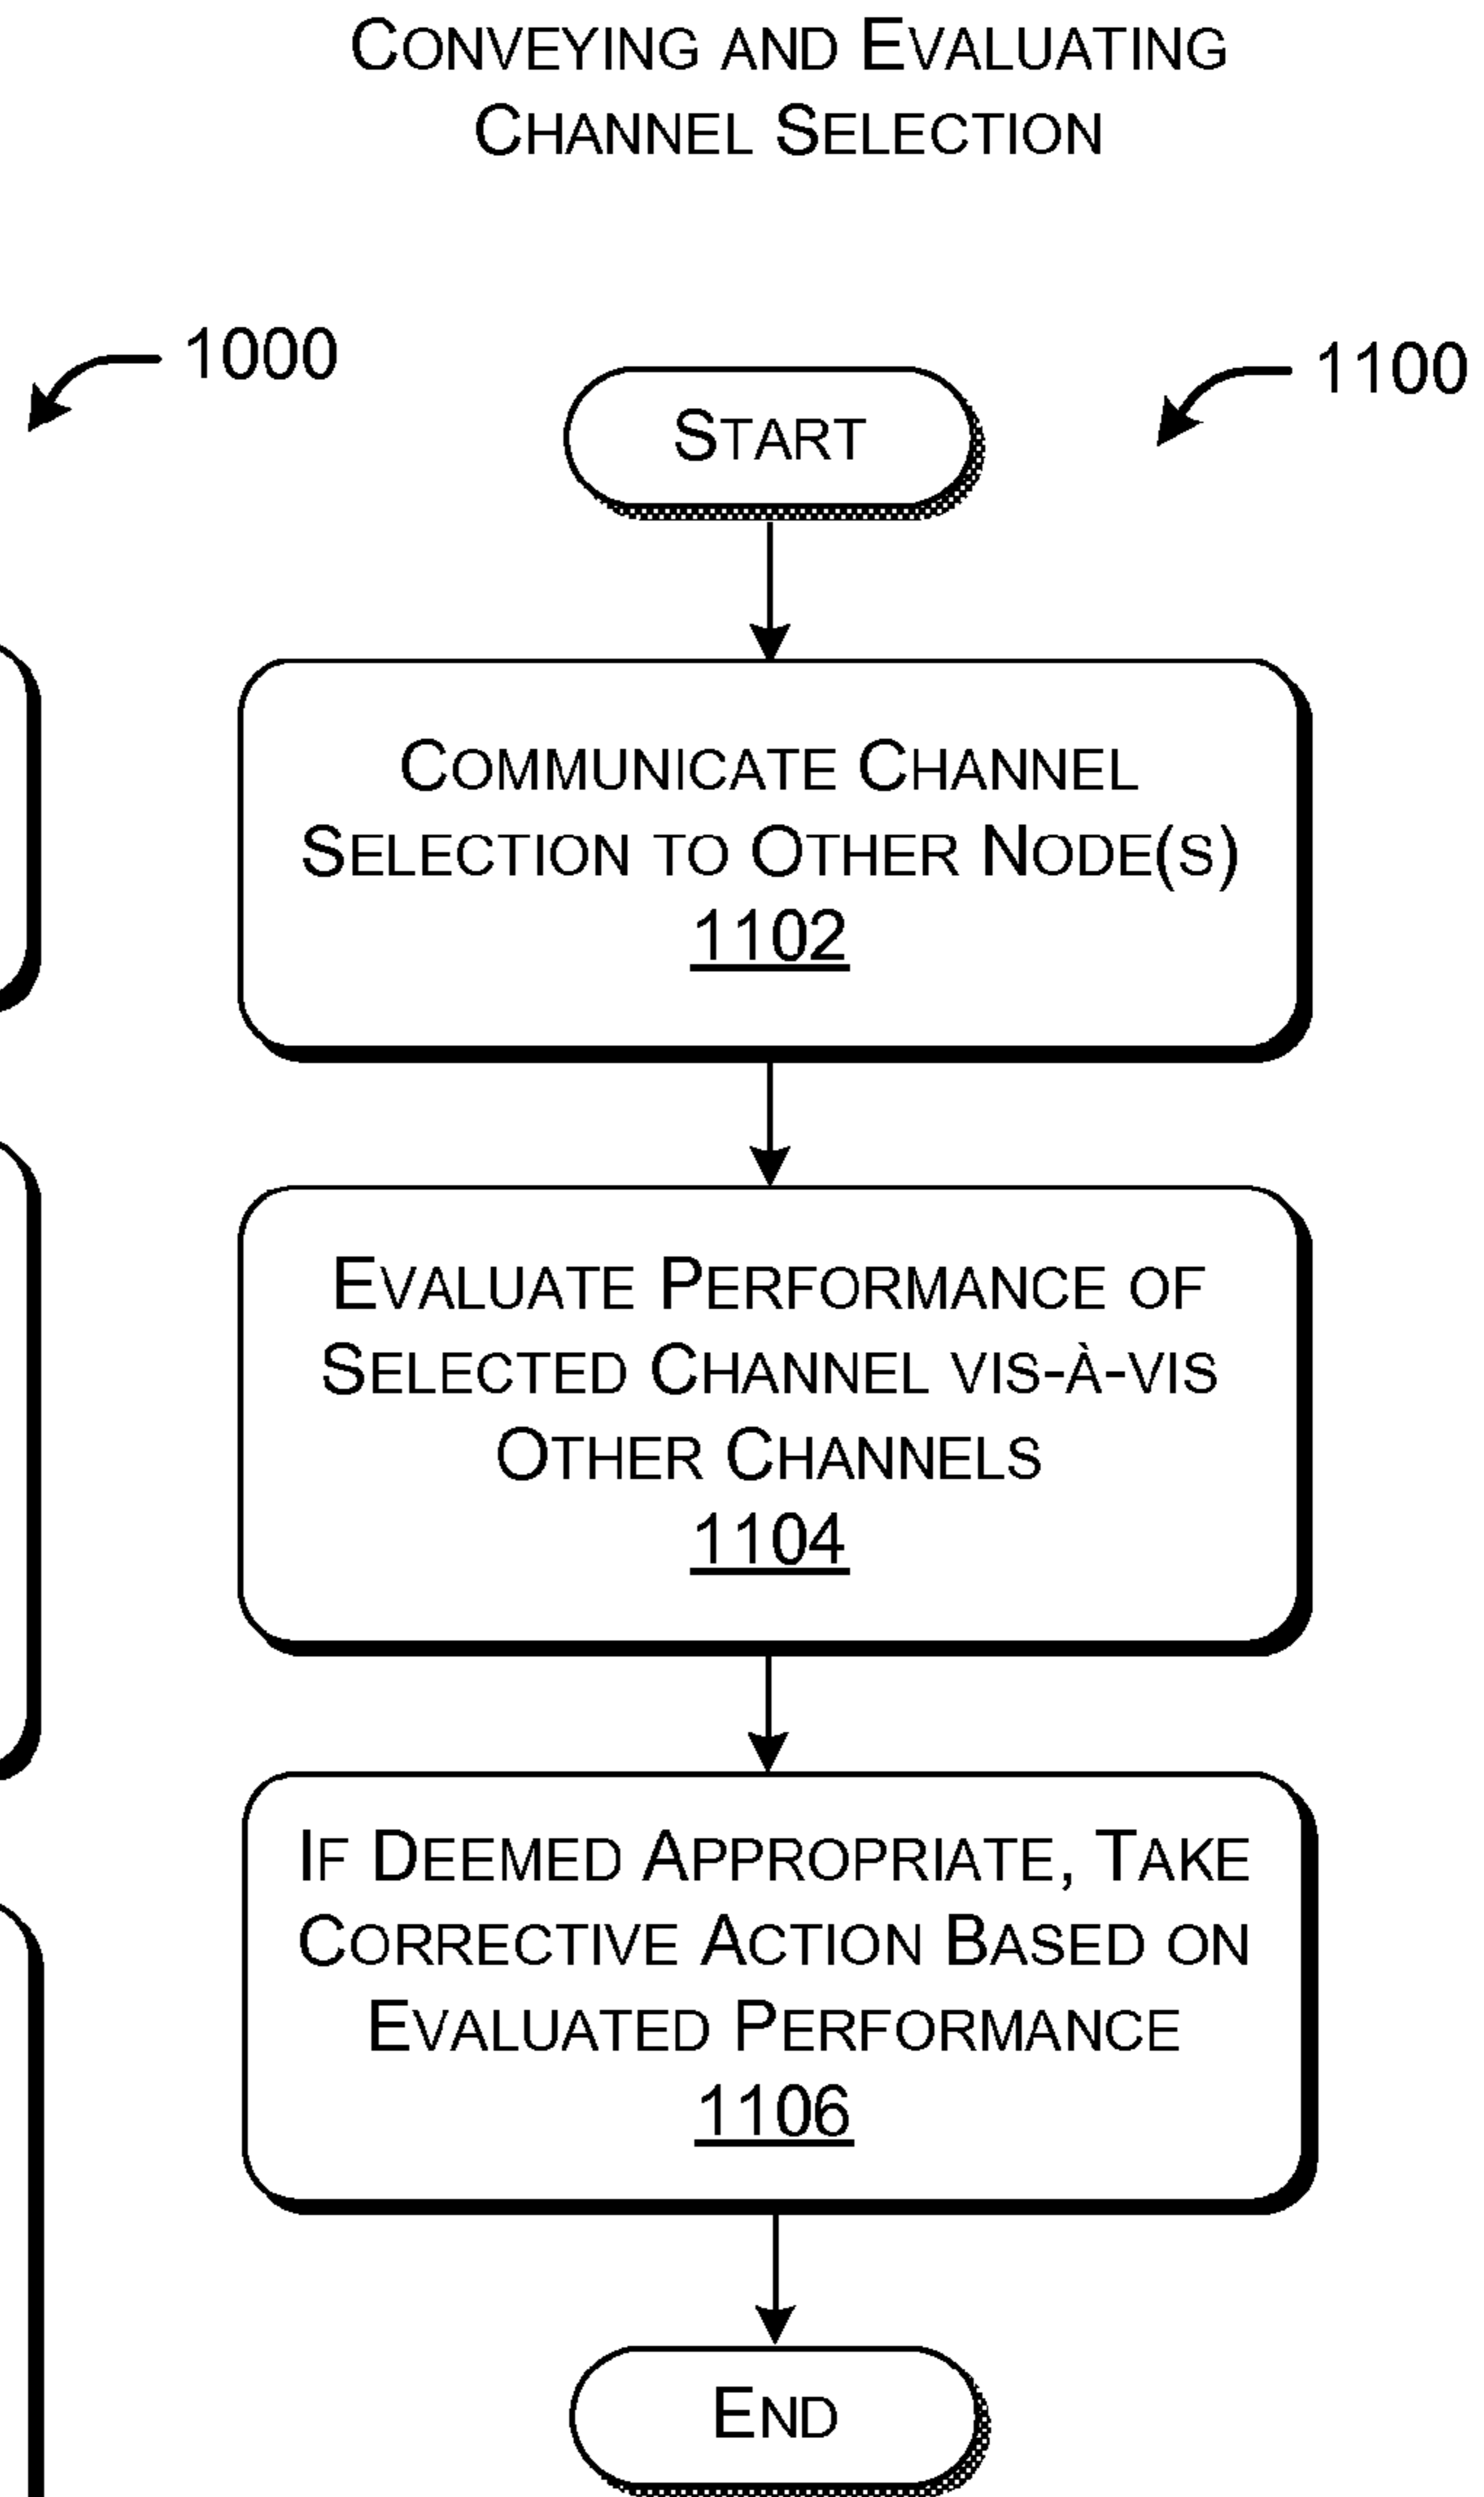 CONVEYING AND EVALUATING
CHANNEL SELECTION
1000
1100
START
COMMUNICATE CHANNEL
SELECTION TO OTHER NODE(S)
1102
EVALUATE PERFORMANCE OF
SELECTED CHANNEL VIS-À-VIS
OTHER CHANNELS
1104
IF DEEMED APPROPRIATE, TAKE
CORRECTIVE ACTION BASED ON
EVALUATED PERFORMANCE
1106
END